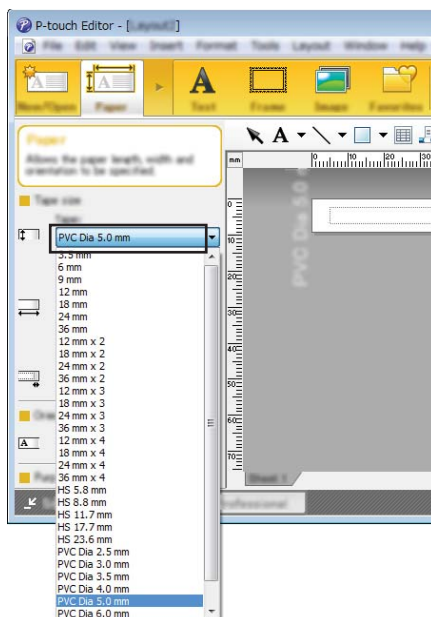 P-touch Editor - [Layout2]
File Edit View Insert Format Tools Layout Window Help
A A A
New/Open Paper Text Frame Image Favorites
Paper
Allows the paper length, width and
orientation to be specified.
A
mm 0 10 20 30
Tape size
Tape:
PVC Dia 5.0 mm
3.5 mm
6 mm
9 mm
12 mm
18 mm
24 mm
36 mm
12 mm x 2
18 mm x 2
24 mm x 2
36 mm x 2
12 mm x 3
18 mm x 3
24 mm x 3
36 mm x 3
12 mm x 4
18 mm x 4
24 mm x 4
36 mm x 4
HS 5.8 mm
HS 8.8 mm
HS 11.7 mm
HS 17.7 mm
HS 23.6 mm
PVC Dia 2.5 mm
PVC Dia 3.0 mm
PVC Dia 3.5 mm
PVC Dia 4.0 mm
PVC Dia 5.0 mm
PVC Dia 6.0 mm
A
0
10
20
30
40
50
60
70
PVC Dia 5.0 m
Sheet 1